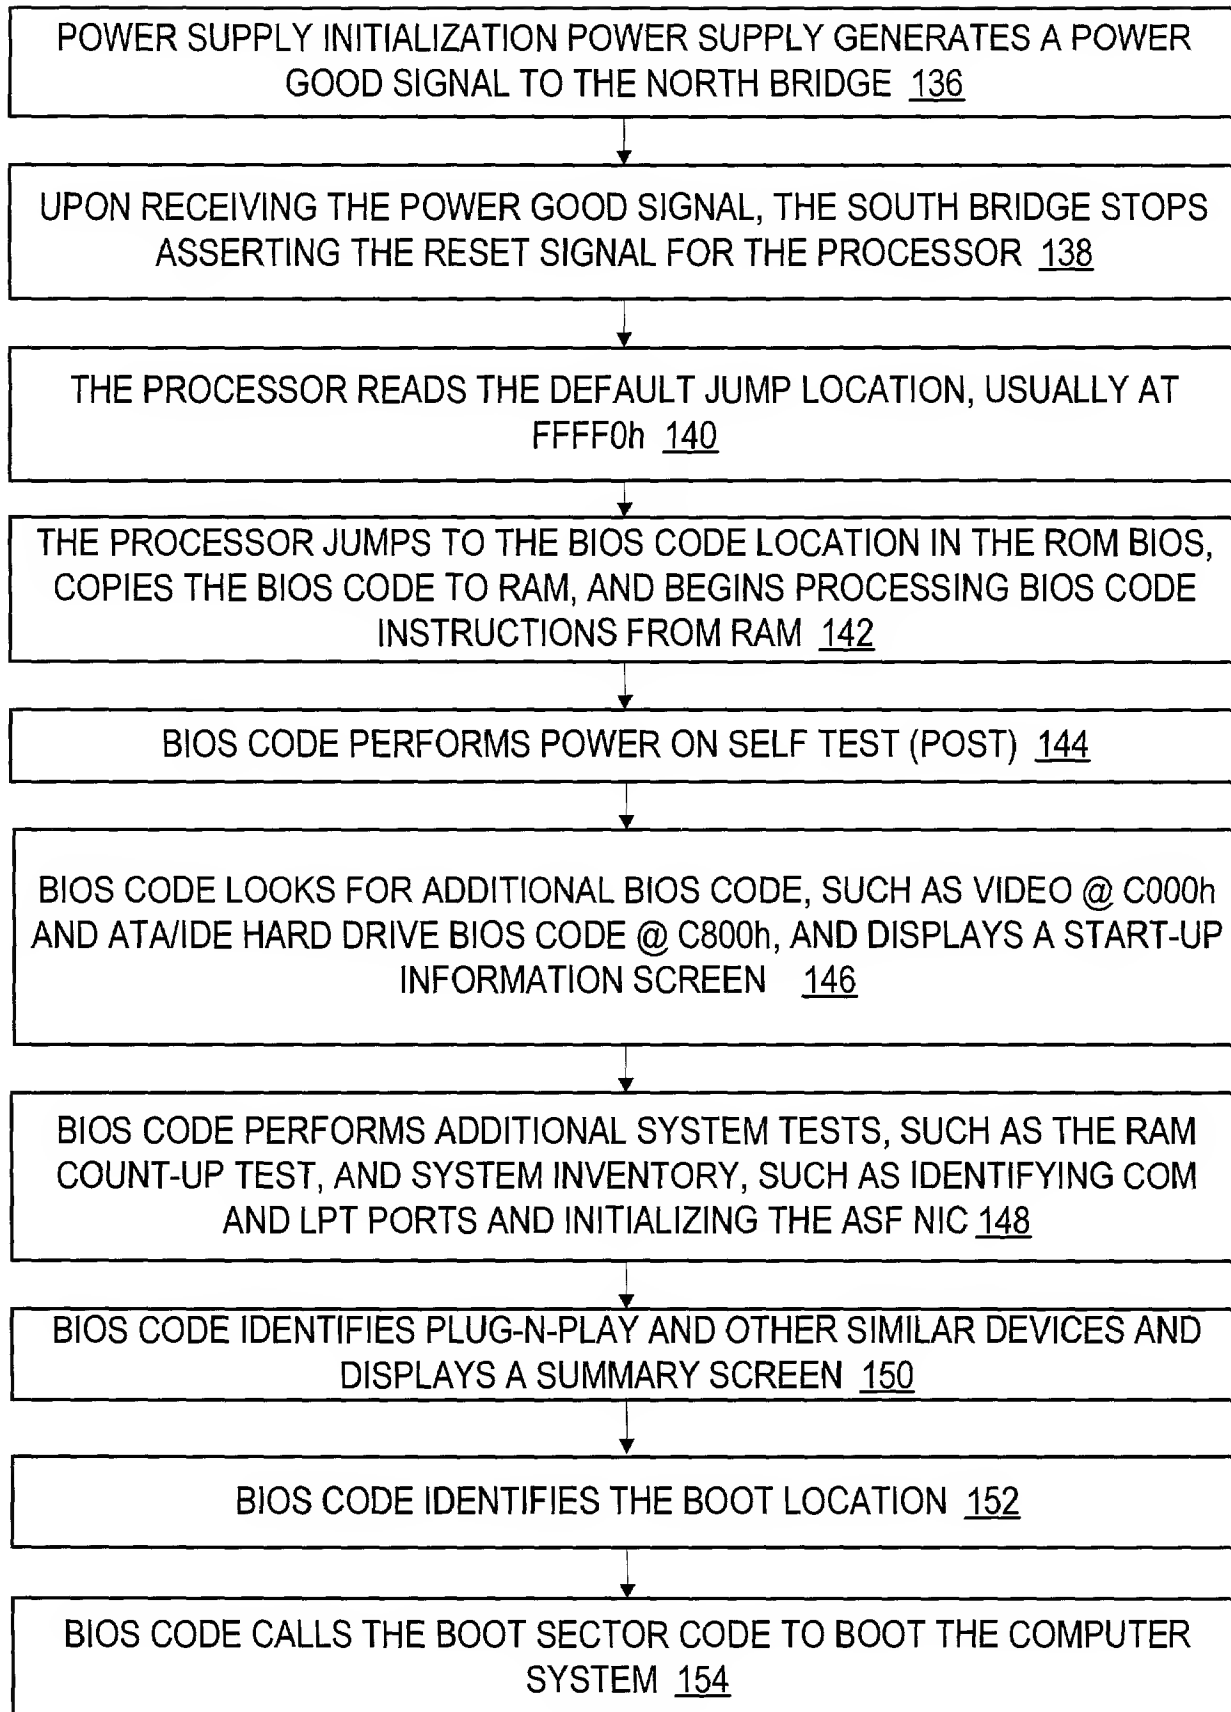 POWER SUPPLY INITIALIZATION POWER SUPPLY GENERATES A POWER
GOOD SIGNAL TO THE NORTH BRIDGE 136
UPON RECEIVING THE POWER GOOD SIGNAL, THE SOUTH BRIDGE STOPS
ASSERTING THE RESET SIGNAL FOR THE PROCESSOR 138
THE PROCESSOR READS THE DEFAULT JUMP LOCATION, USUALLY AT
FFFF0h 140
THE PROCESSOR JUMPS TO THE BIOS CODE LOCATION IN THE ROM BIOS,
COPIES THE BIOS CODE TO RAM, AND BEGINS PROCESSING BIOS CODE
INSTRUCTIONS FROM RAM 142
BIOS CODE PERFORMS POWER ON SELF TEST (POST) 144
BIOS CODE LOOKS FOR ADDITIONAL BIOS CODE, SUCH AS VIDEO @ C000h
AND ATA/IDE HARD DRIVE BIOS CODE @ C800h, AND DISPLAYS A START-UP
INFORMATION SCREEN 146
BIOS CODE PERFORMS ADDITIONAL SYSTEM TESTS, SUCH AS THE RAM
COUNT-UP TEST, AND SYSTEM INVENTORY, SUCH AS IDENTIFYING COM
AND LPT PORTS AND INITIALIZING THE ASF NIC 148
BIOS CODE IDENTIFIES PLUG-N-PLAY AND OTHER SIMILAR DEVICES AND
DISPLAYS A SUMMARY SCREEN 150
BIOS CODE IDENTIFIES THE BOOT LOCATION 152
BIOS CODE CALLS THE BOOT SECTOR CODE TO BOOT THE COMPUTER
SYSTEM 154